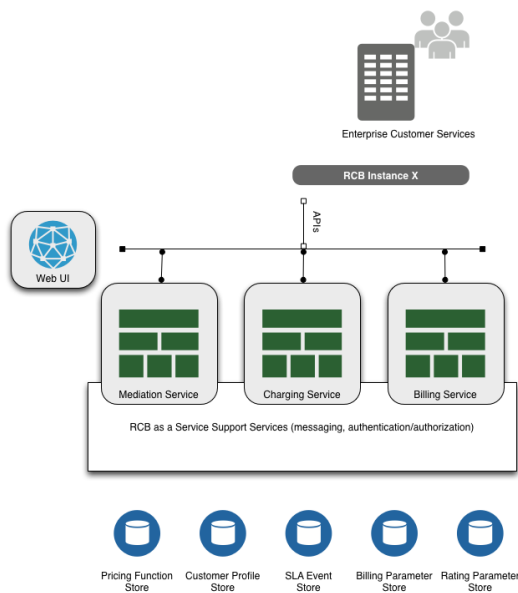 Enterprise Customer Services
RCB Instance X
APIs
Web UI
Mediation Service
Charging Service
Billing Service
RCB as a Service Support Services (messaging, authentication/authorization)
Pricing Function
Store
Customer Profile
Store
SLA Event
Store
Billing Parameter
Store
Rating Parameter
Store